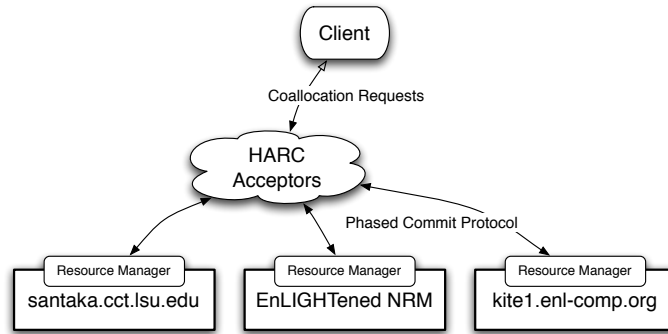 Client
Coallocation Requests
HARC
Acceptors
Phased Commit Protocol
Resource Manager
santaka.cct.lsu.edu
Resource Manager
EnLIGHTened NRM
Resource Manager
kite1.enl-comp.org